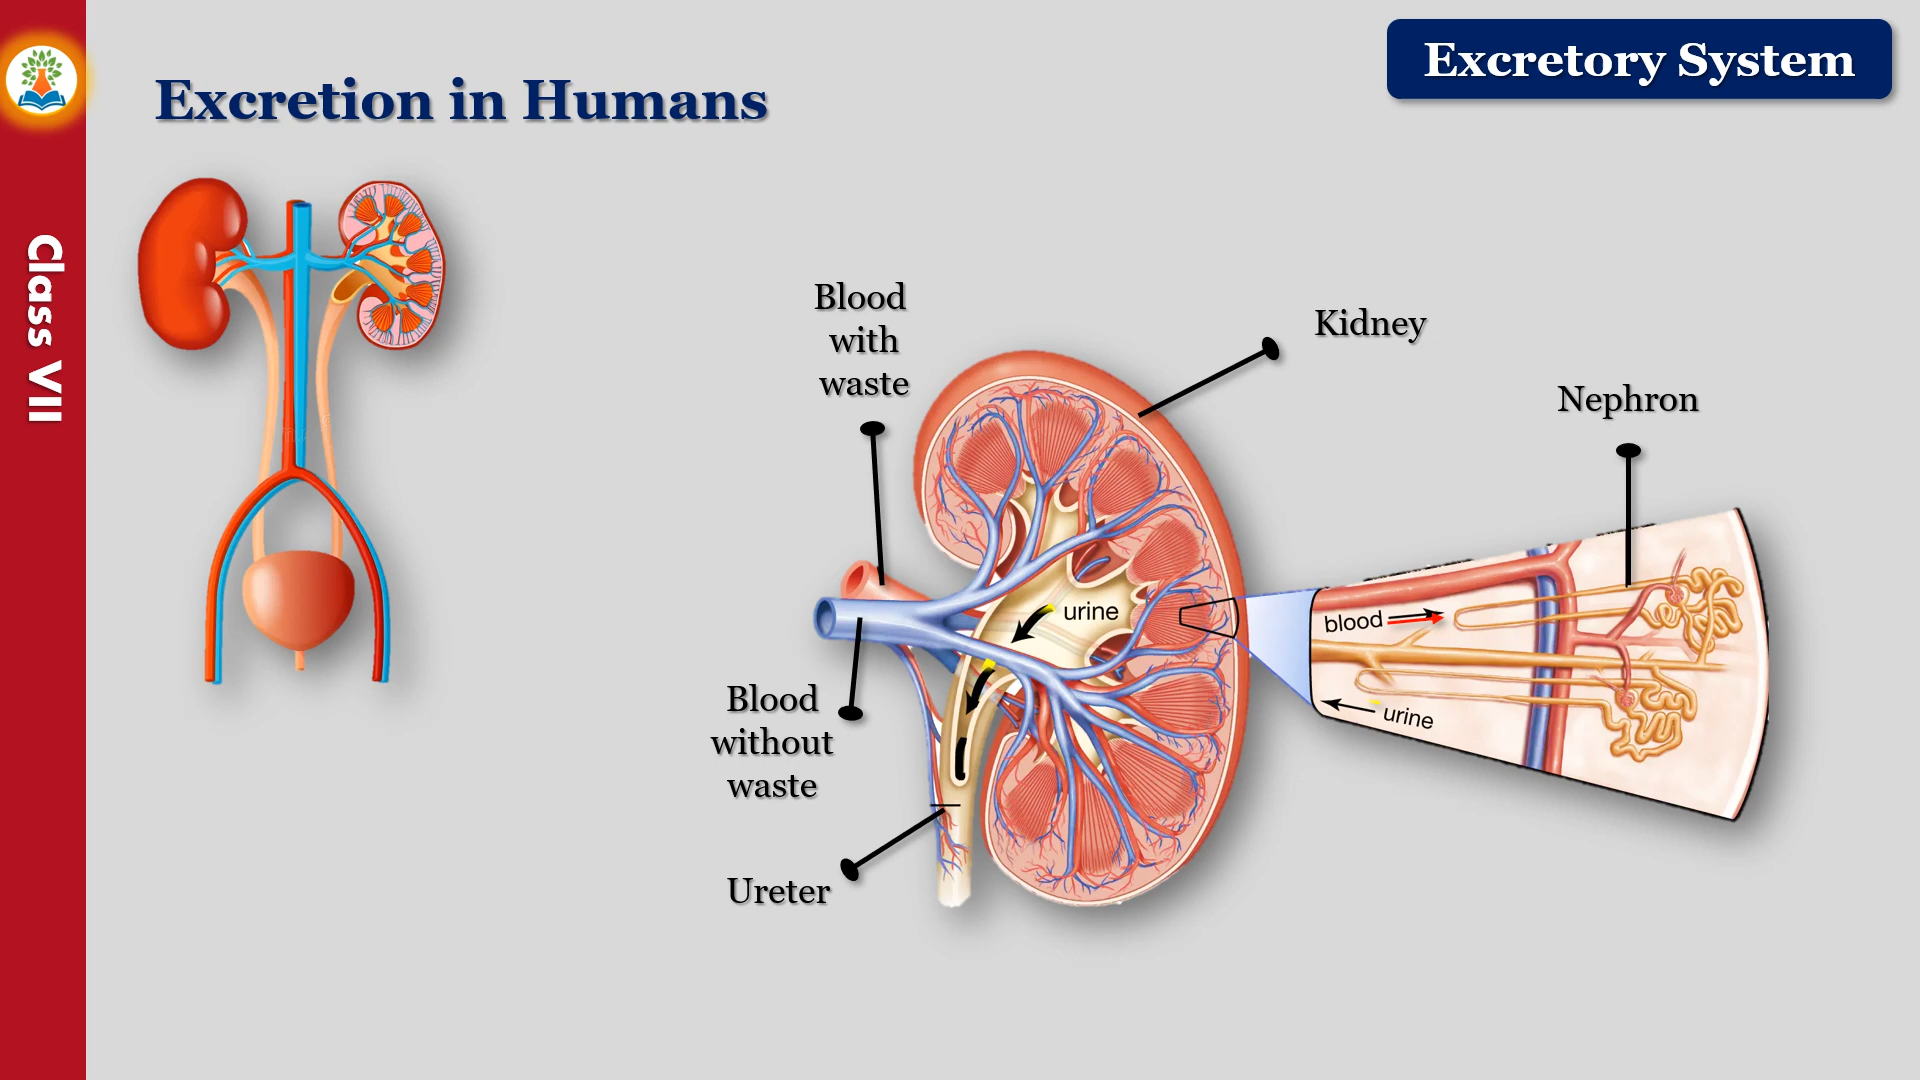 Excretory System
Excretion in Humans
Class VII
Blood
with
waste
Kidney
Nephron
urine
blood
urine
Blood
without
waste
Ureter